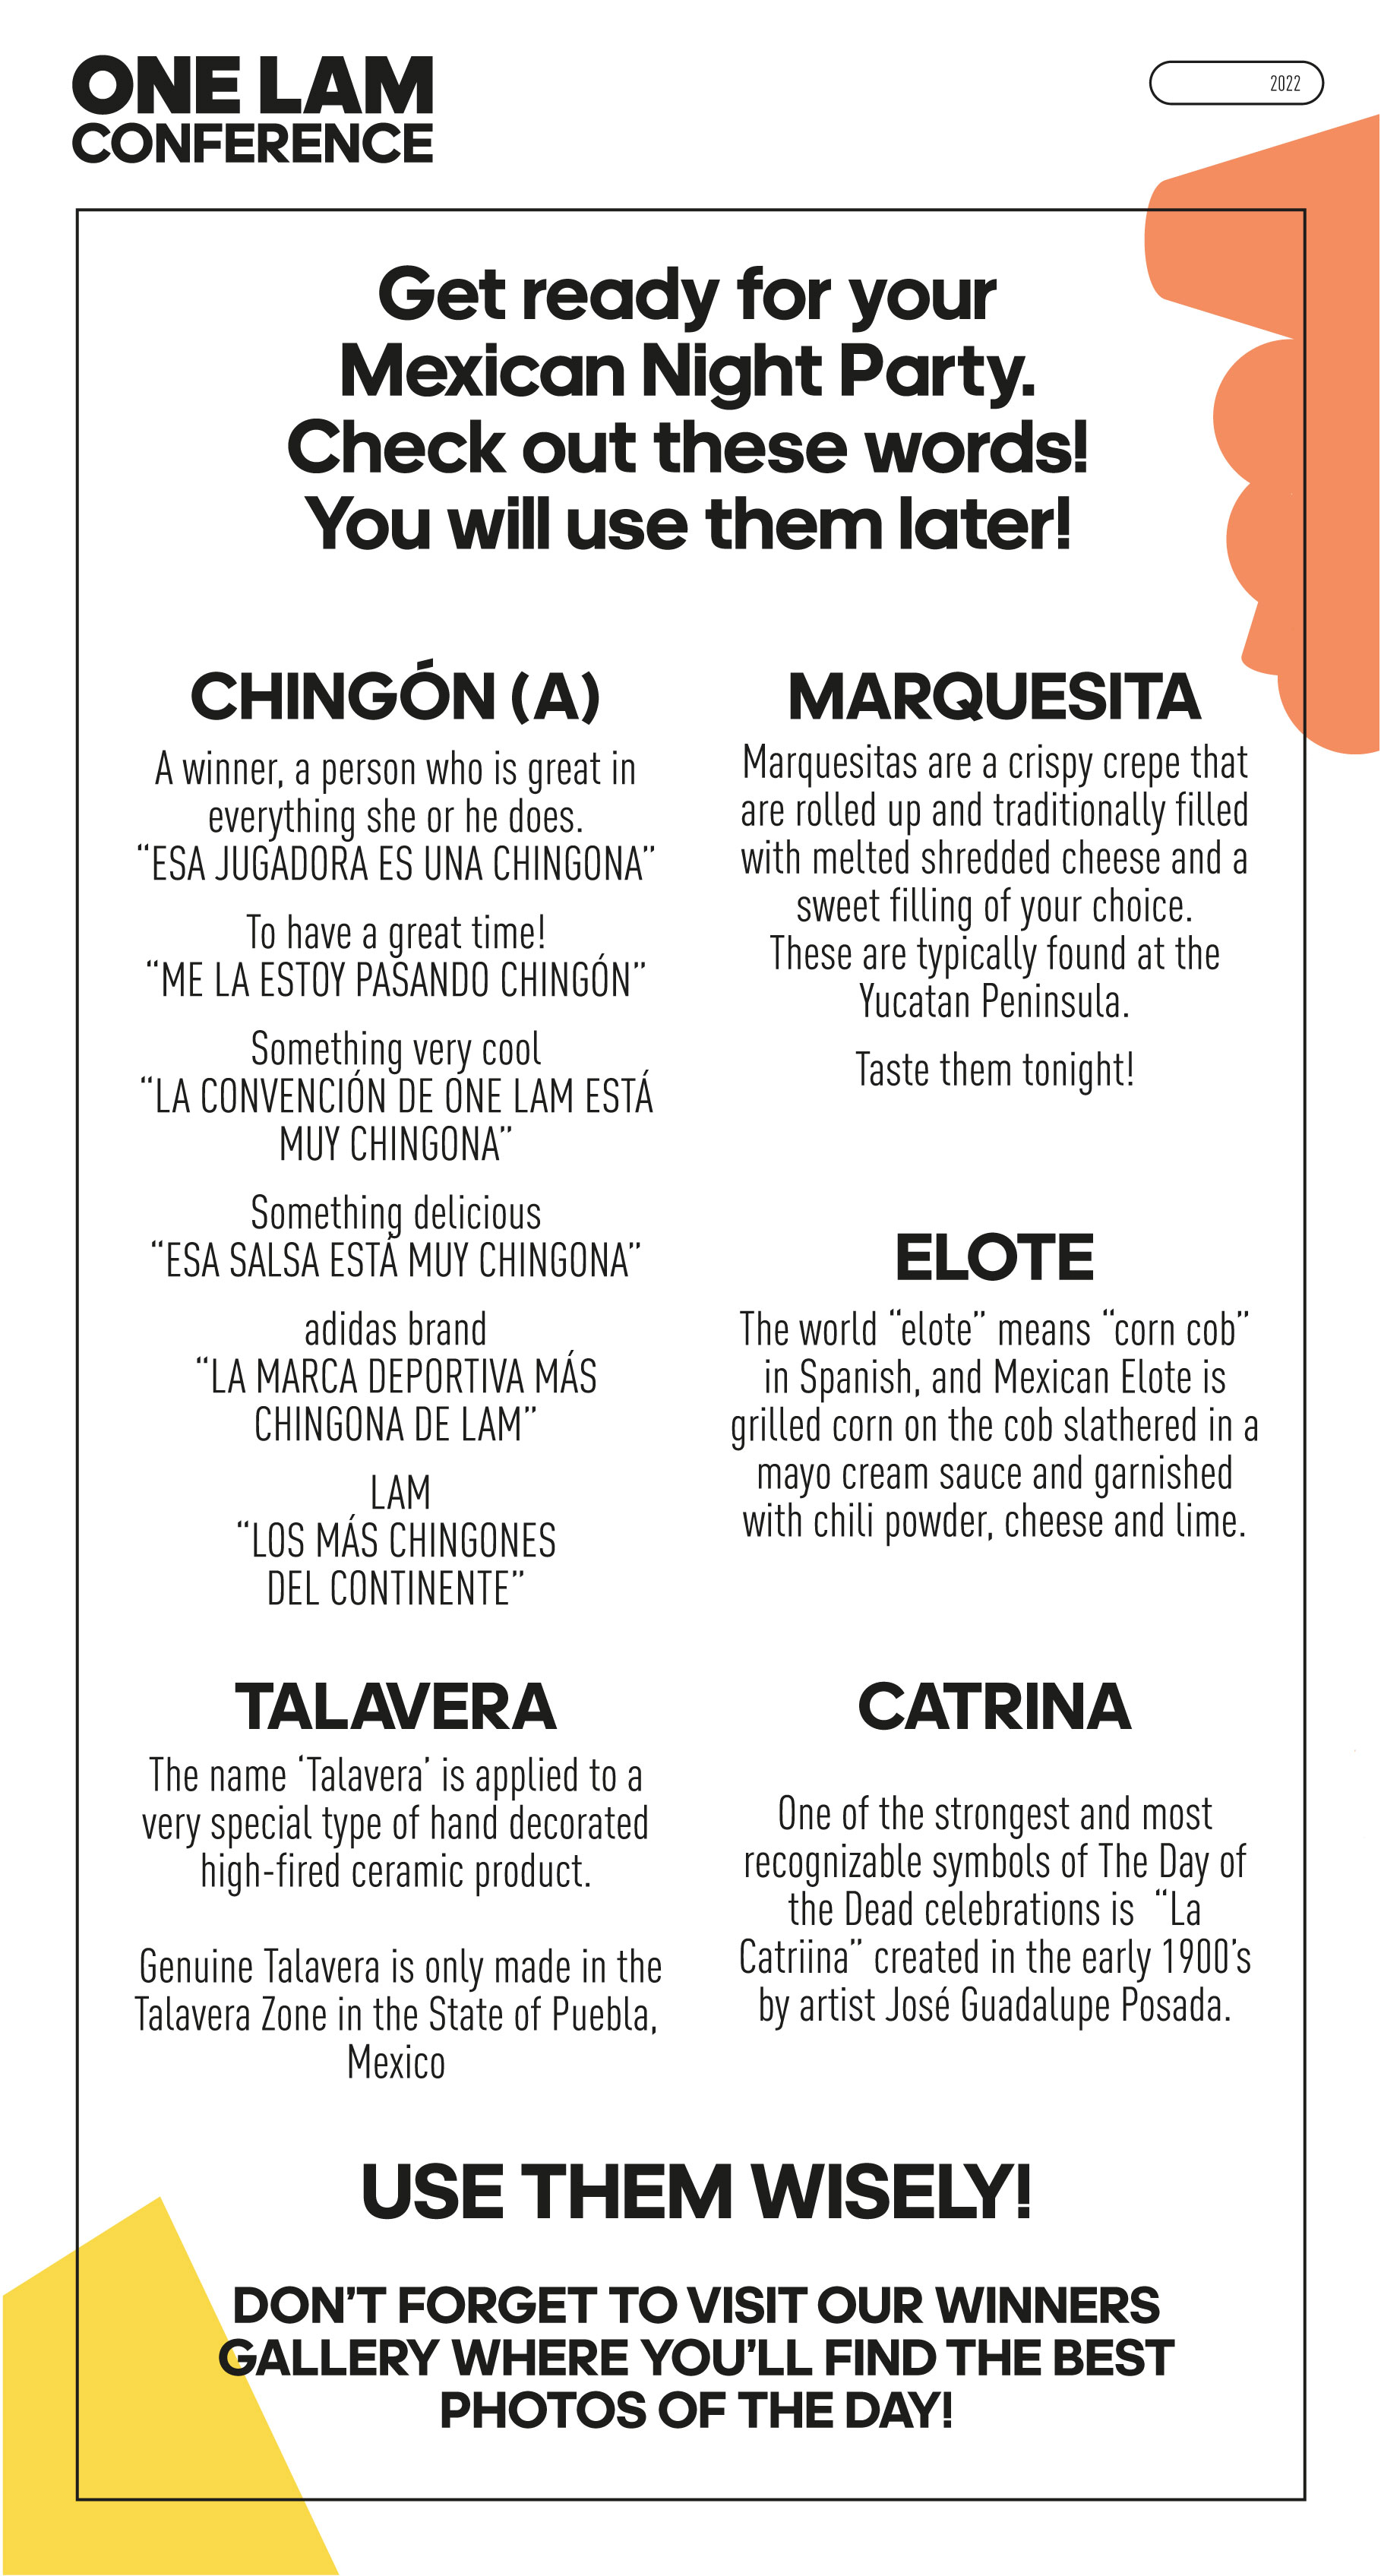 ONE LAM
CONFERENCE
2022
Get ready for your
Mexican Night Party.
Check out these words!
You will use them later!
CHINGÓN (A)
A winner, a person who is great in
everything she or he does.
“ESA JUGADORA ES UNA CHINGONA”
To have a great time!
“ME LA ESTOY PASANDO CHINGÓN”
Something very cool
“LA CONVENCIÓN DE ONE LAM ESTÁ
MUY CHINGONA”
Something delicious
“ESA SALSA ESTÁ MUY CHINGONA”
adidas brand
“LA MARCA DEPORTIVA MÁS
CHINGONA DE LAM”
LAM
“LOS MÁS CHINGONES
DEL CONTINENTE”
MARQUESITA
Marquesitas are a crispy crepe that
are rolled up and traditionally filled
with melted shredded cheese and a
sweet filling of your choice.
These are typically found at the
Yucatan Peninsula.
Taste them tonight!
ELOTE
The world “elote” means “corn cob”
in Spanish, and Mexican Elote is
grilled corn on the cob slathered in a
mayo cream sauce and garnished
with chili powder, cheese and lime.
TALAVERA
The name ‘Talavera’ is applied to a
very special type of hand decorated
high-fired ceramic product.
Genuine Talavera is only made in the
Talavera Zone in the State of Puebla,
Mexico
CATRINA
One of the strongest and most
recognizable symbols of The Day of
the Dead celebrations is “La
Catriina” created in the early 1900’s
by artist José Guadalupe Posada.
USE THEM WISELY!
DON’T FORGET TO VISIT OUR WINNERS
GALLERY WHERE YOU’LL FIND THE BEST
PHOTOS OF THE DAY!